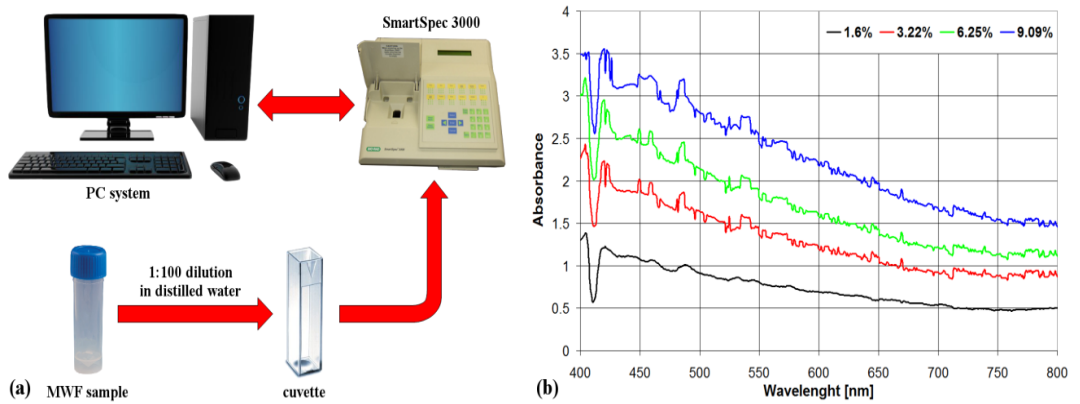 SmartSpec 3000
PC system
1:100 dilution
in distilled water
(a)
MWF sample
cuvette
1.6% 3.22% 6.25% 9.09%
4
3.5
3
2.5
2
1.5
1
0.5
0
Absorbance
400 450 500 550 600 650 700 750 800
Wavelenght [nm]
(b)